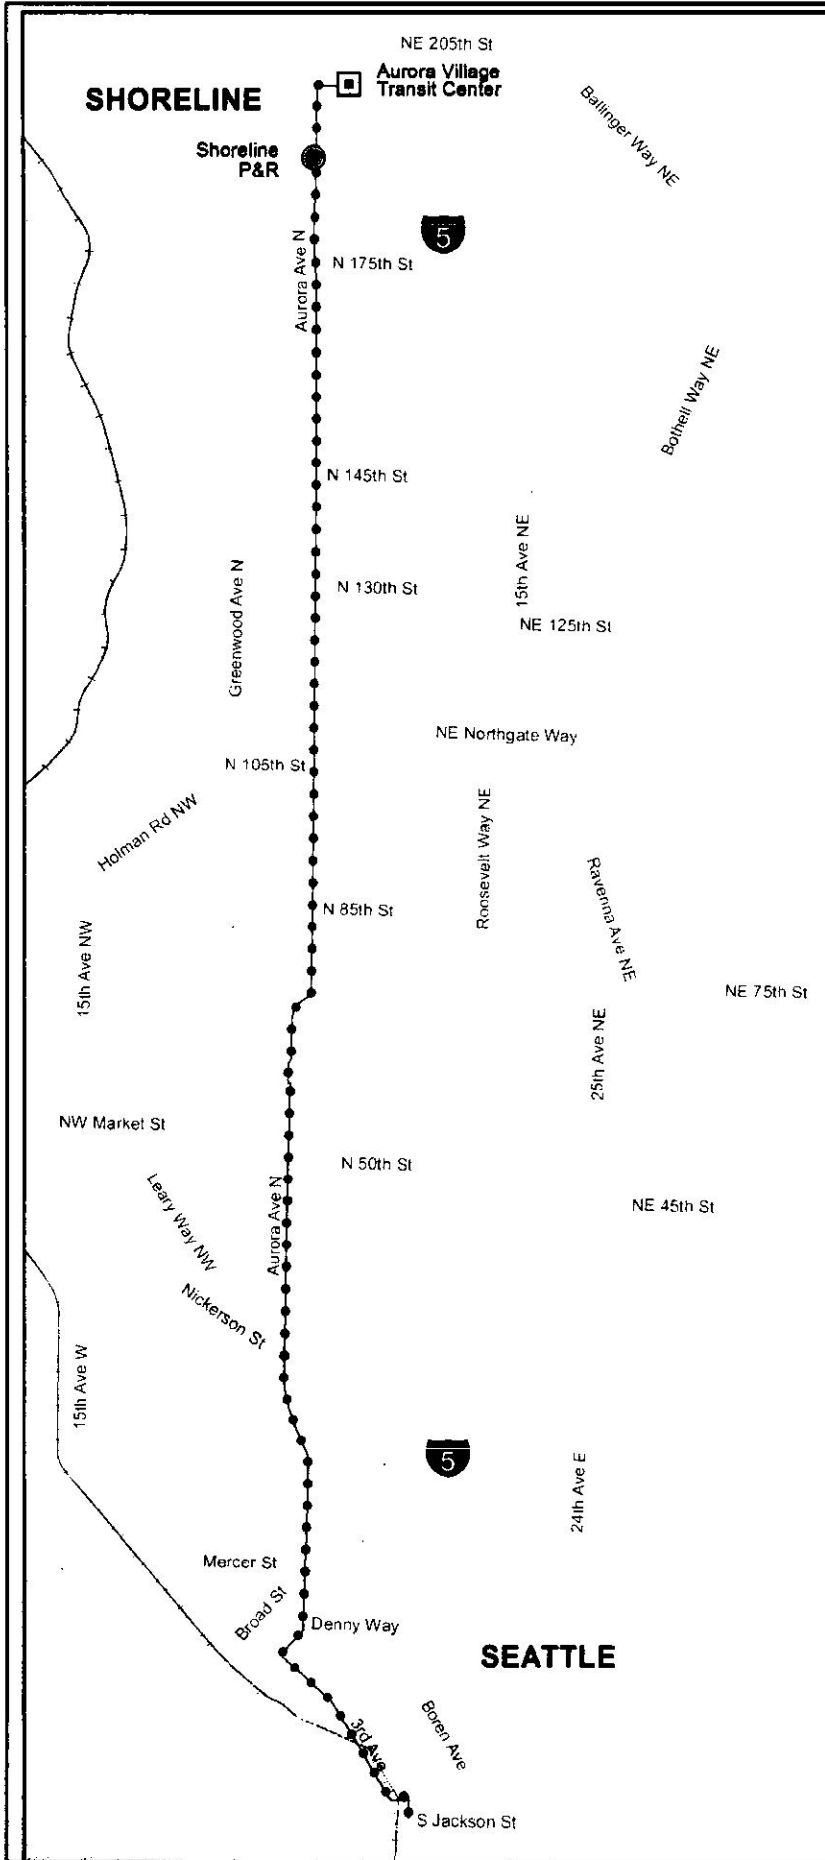 NE 205th St
Aurora Village
Transit Center
SHORELINE
Ballinger Way NE
Shoreline
P&R
5
Aurora Ave N
N 175th St
Bothell Way NE
N 145th St
15th Ave NE
Greenwood Ave N
N 130th St
NE 125th St
NE Northgate Way
N 105th St
Holman Rd NW
Roosevelt Way NE
Ravenna Ave NE
N 85th St
15th Ave NW
NE 75th St
25th Ave NE
NW Market St
N 50th St
Leary Way NW
Aurora Ave N
NE 45th St
Nickerson St
15th Ave W
5
24th Ave E
Mercer St
Broad St
Denny Way
SEATTLE
3rd Ave
Boren Ave
S Jackson St